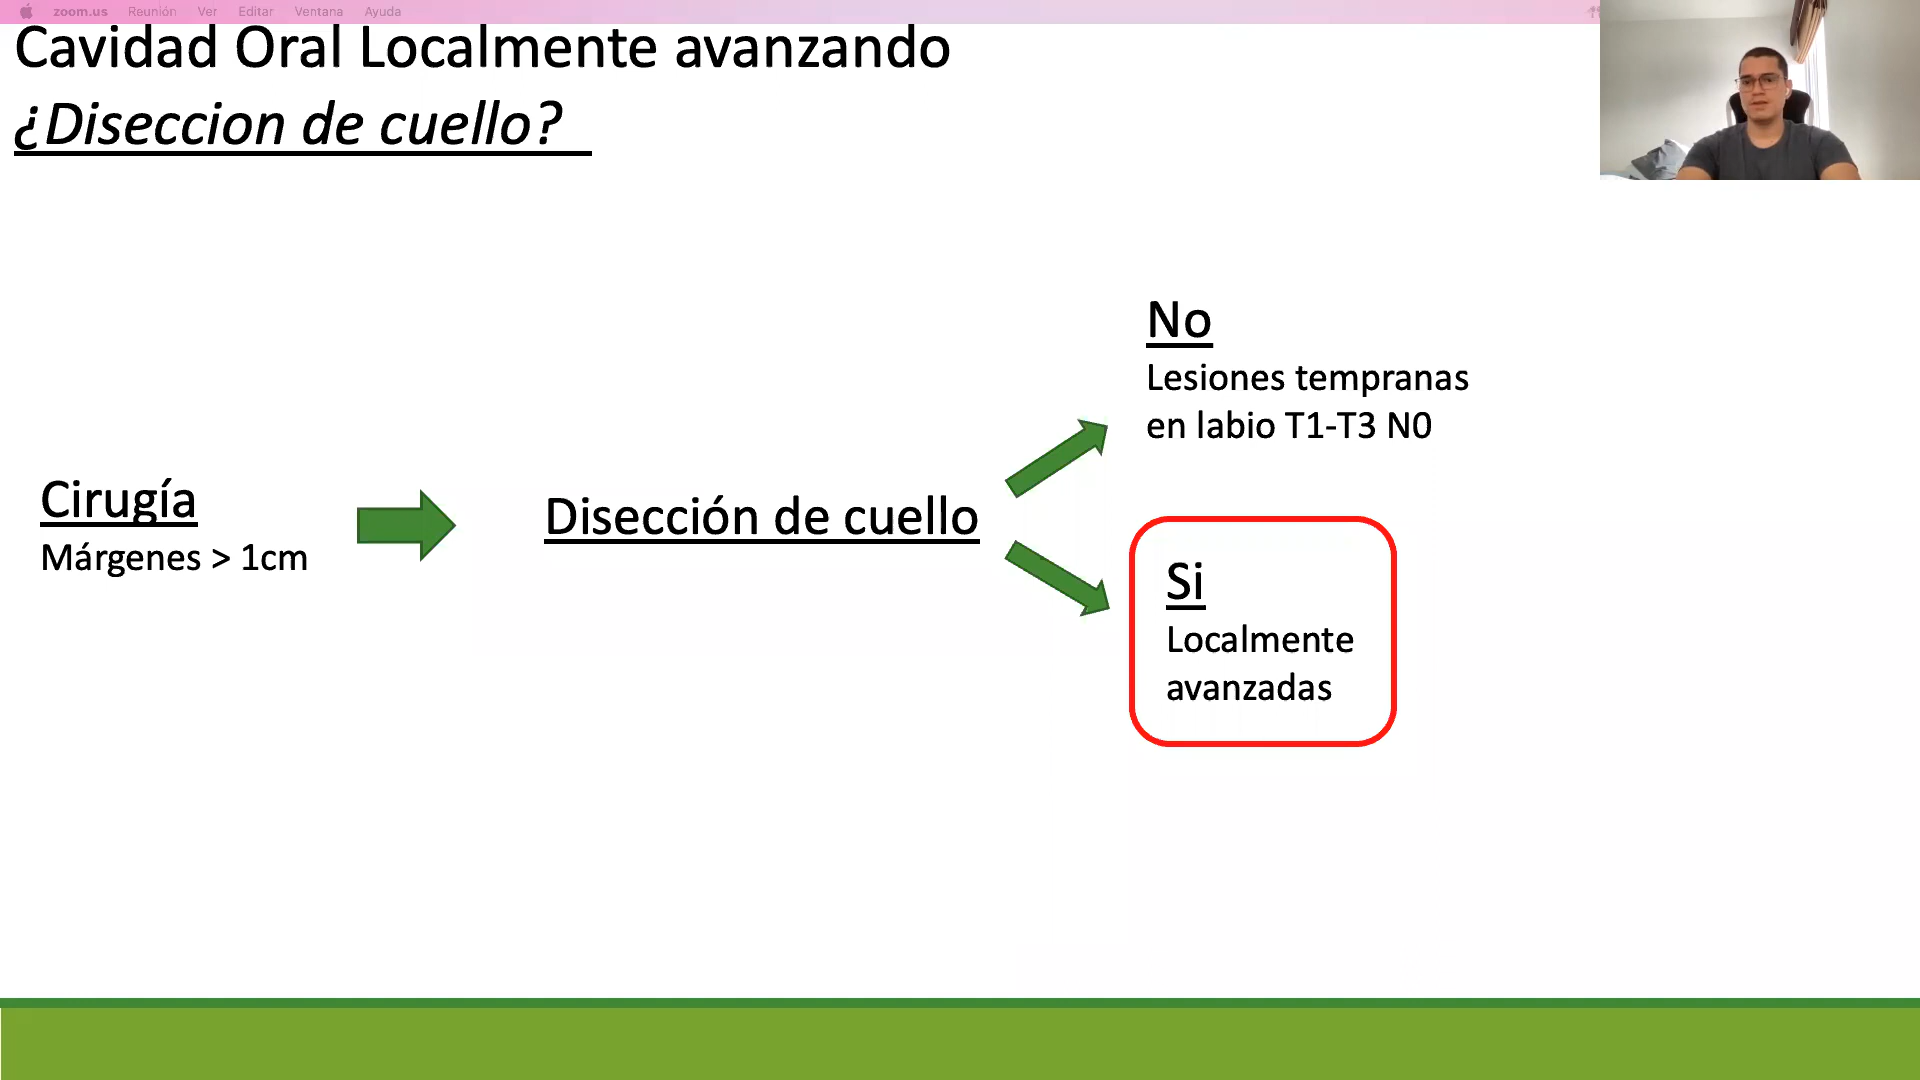 zoom.us Reunión Ver Editar Ventana Ayuda
Cavidad Oral Localmente avanzando
¿Diseccion de cuello?
No
Lesiones tempranas
en labio T1-T3 N0
Cirugía
Márgenes > 1cm
Disección de cuello
Si
Localmente
avanzadas